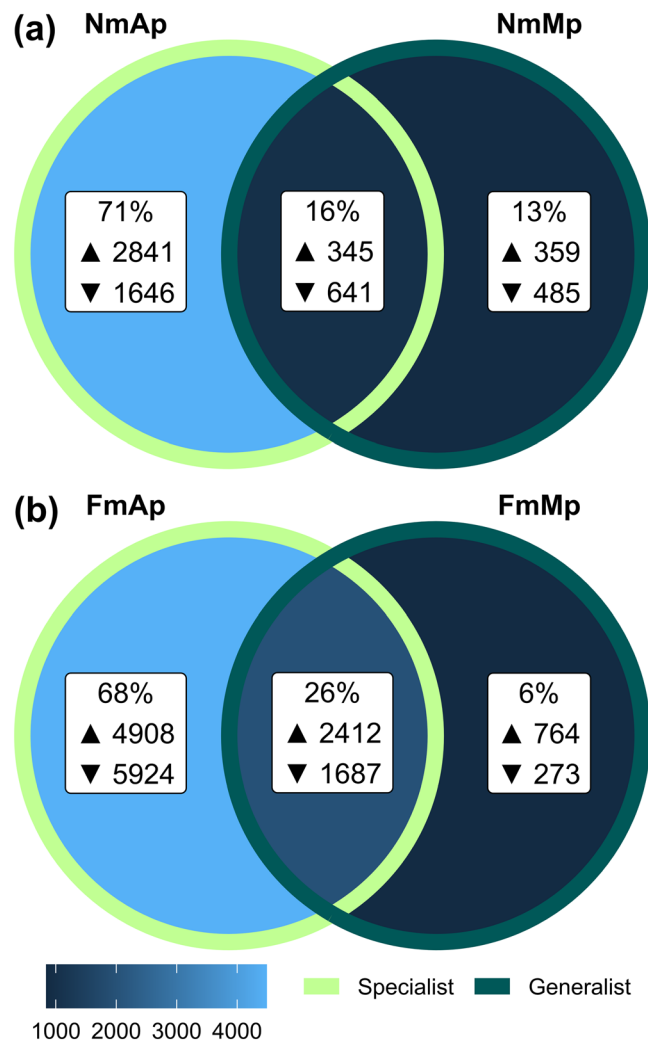 (a) NmAp NmMp
71% 16% 13%
▲ 2841 ▲ 345 ▲ 359
▼ 1646 ▼ 641 ▼ 485
(b) FmAp FmMp
68% 26% 6%
▲ 4908 ▲ 2412 ▲ 764
▼ 5924 ▼ 1687 ▼ 273
Specialist Generalist
1000 2000 3000 4000